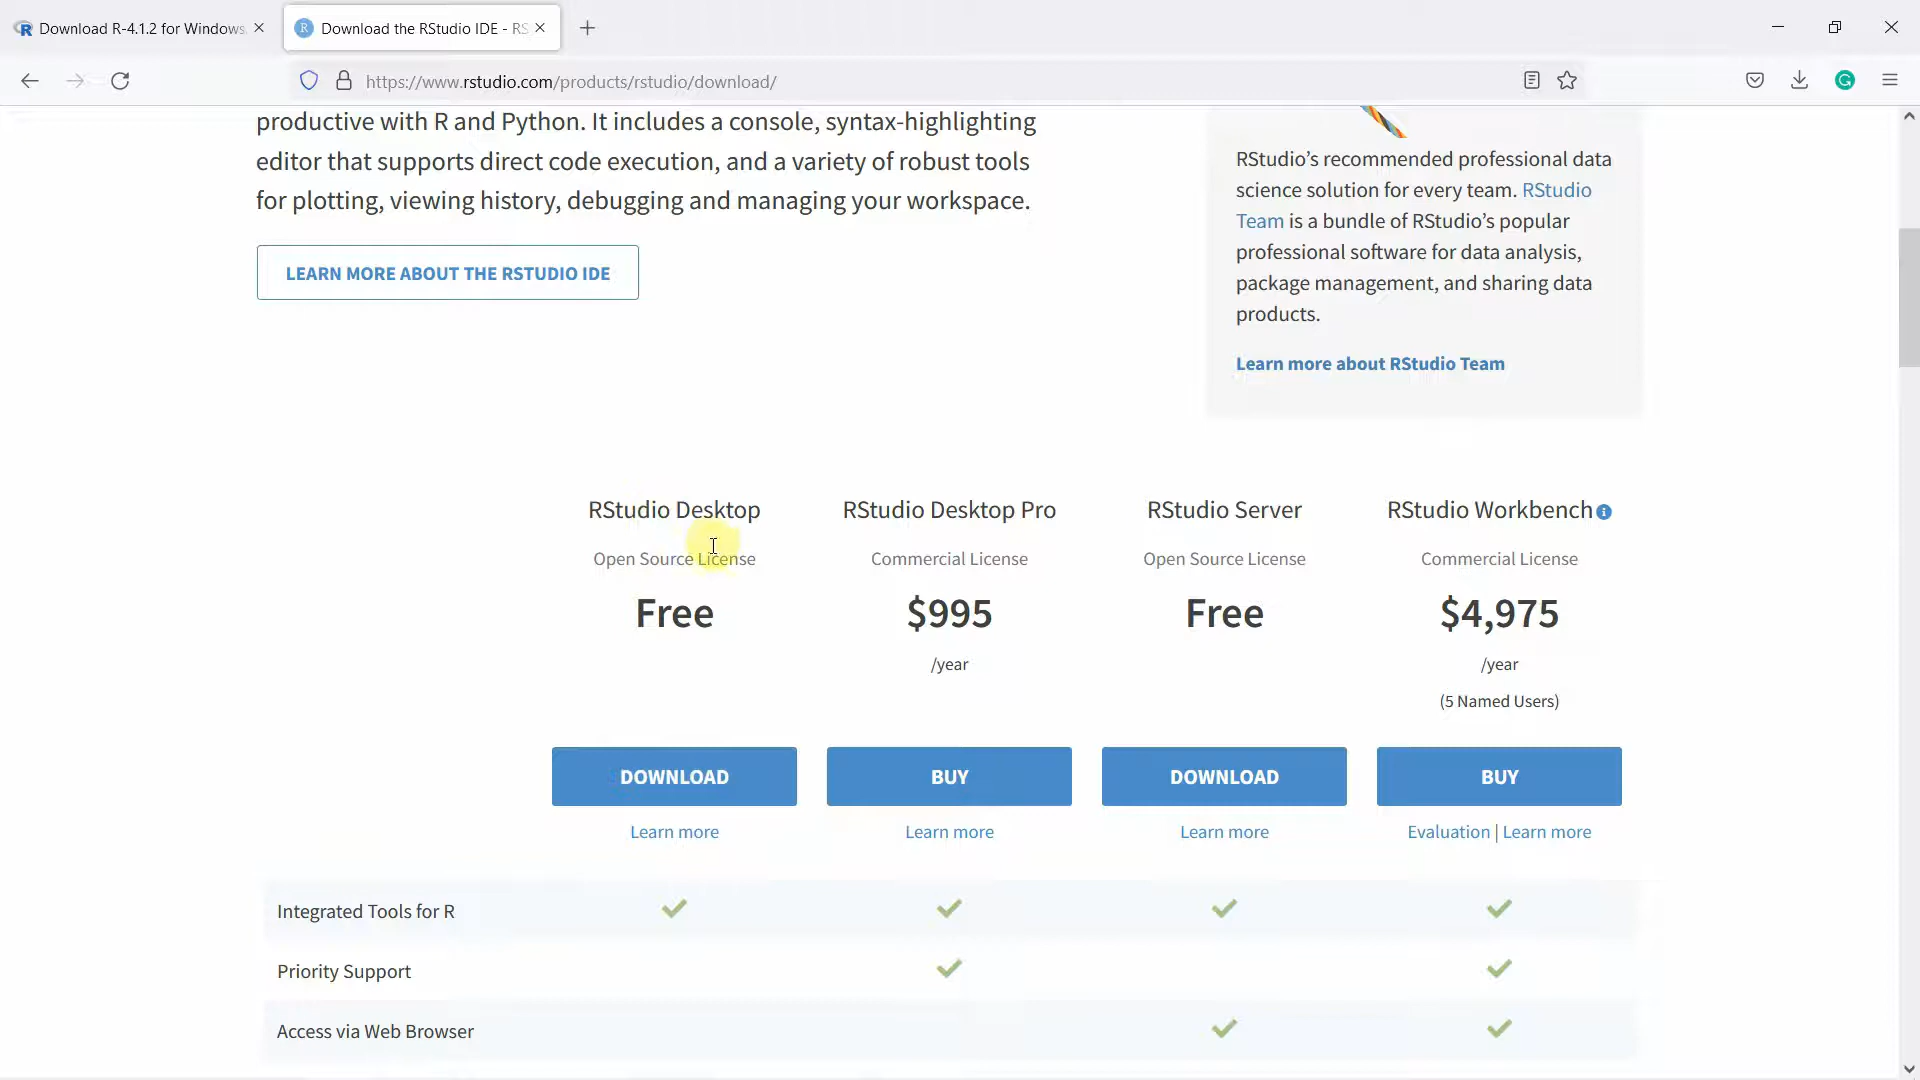 Download R-4.1.2 for Windows.
Download the RStudio IDE - RS
https://www.rstudio.com/products/rstudio/download/
productive with R and Python. It includes a console, syntax-highlighting
editor that supports direct code execution, and a variety of robust tools
for plotting, viewing history, debugging and managing your workspace.
LEARN MORE ABOUT THE RSTUDIO IDE
RStudio’s recommended professional data
science solution for every team. RStudio
Team is a bundle of RStudio’s popular
professional software for data analysis,
package management, and sharing data
products.
Learn more about RStudio Team
RStudio Desktop
Open Source License
Free
DOWNLOAD
Learn more
RStudio Desktop Pro
Commercial License
$995
/year
BUY
Learn more
RStudio Server
Open Source License
Free
DOWNLOAD
Learn more
RStudio Workbench
Commercial License
$4,975
/year
(5 Named Users)
BUY
Evaluation | Learn more
Integrated Tools for R
Priority Support
Access via Web Browser